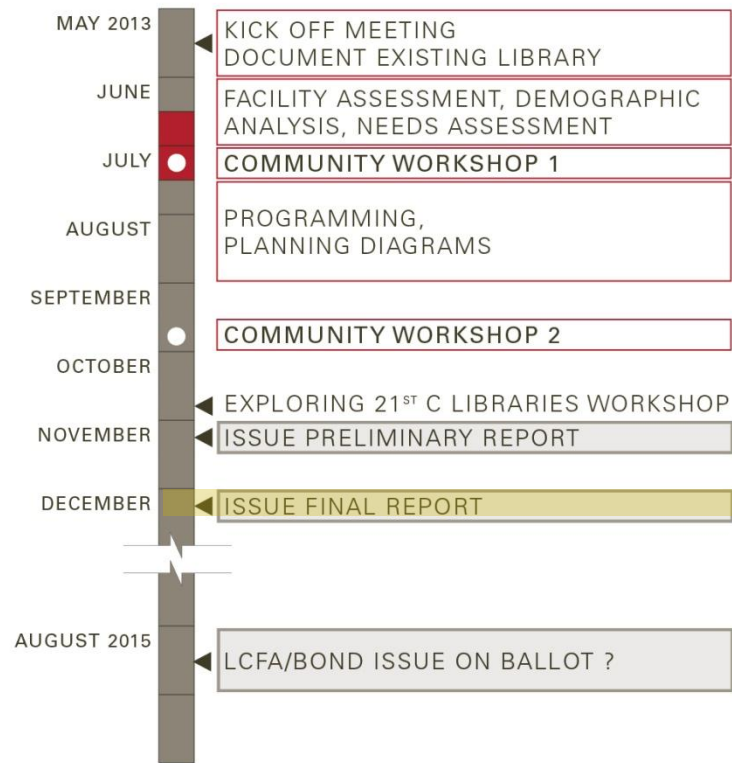 MAY 2013
KICK OFF MEETING
DOCUMENT EXISTING LIBRARY
JUNE
FACILITY ASSESSMENT, DEMOGRAPHIC
ANALYSIS, NEEDS ASSESSMENT
JULY
COMMUNITY WORKSHOP 1
AUGUST
PROGRAMMING,
PLANNING DIAGRAMS
SEPTEMBER
COMMUNITY WORKSHOP 2
OCTOBER
EXPLORING 21ST C LIBRARIES WORKSHOP
NOVEMBER
ISSUE PRELIMINARY REPORT
DECEMBER
ISSUE FINAL REPORT
AUGUST 2015
LCFA/BOND ISSUE ON BALLOT ?